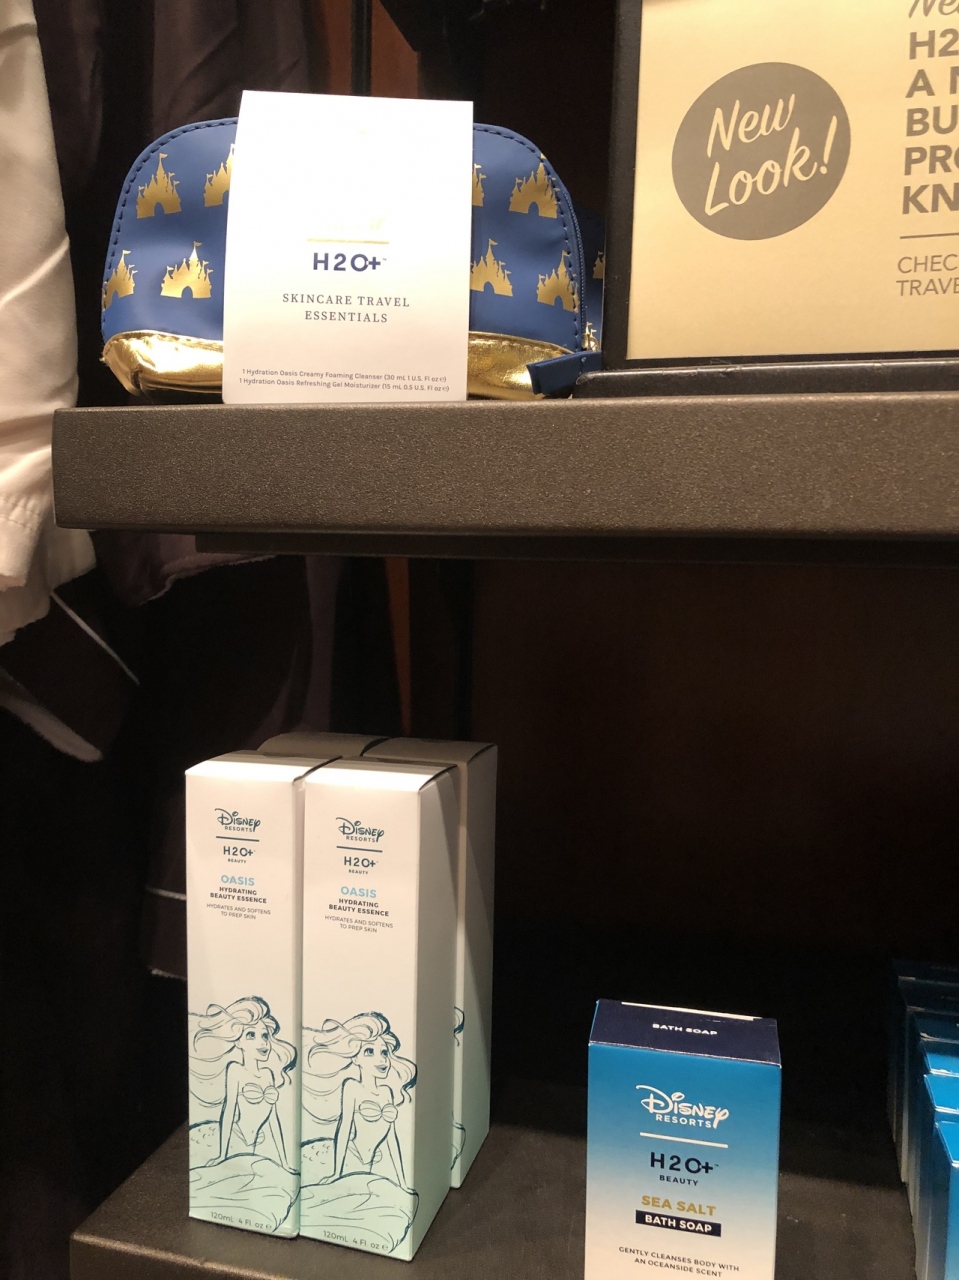 H2O+™
SKINCARE TRAVEL
ESSENTIALS
1 Hydration Oasis Creamy Foaming Cleanser (30 mL 1 U.S. Fl oz℮)
1 Hydration Oasis Refreshing Gel Moisturizer (15 mL 0.5 U.S. Fl oz℮)
New
Look!
H2
A
BU
PRO
KN
CHEC
TRAVE
Disney
RESORTS
H2O+
BEAUTY
OASIS
HYDRATING
BEAUTY ESSENCE
HYDRATES AND SOFTENS
TO PREP SKIN
120mL 4 Fl. oz ℮
Disney
RESORTS
H2O+
BEAUTY
OASIS
HYDRATING
BEAUTY ESSENCE
HYDRATES AND SOFTENS
TO PREP SKIN
120mL 4 Fl. oz ℮
BATH SOAP
Disney
RESORTS
H2O+™
BEAUTY
SEA SALT
BATH SOAP
GENTLY CLEANSES BODY WITH
AN OCEANSIDE SCENT